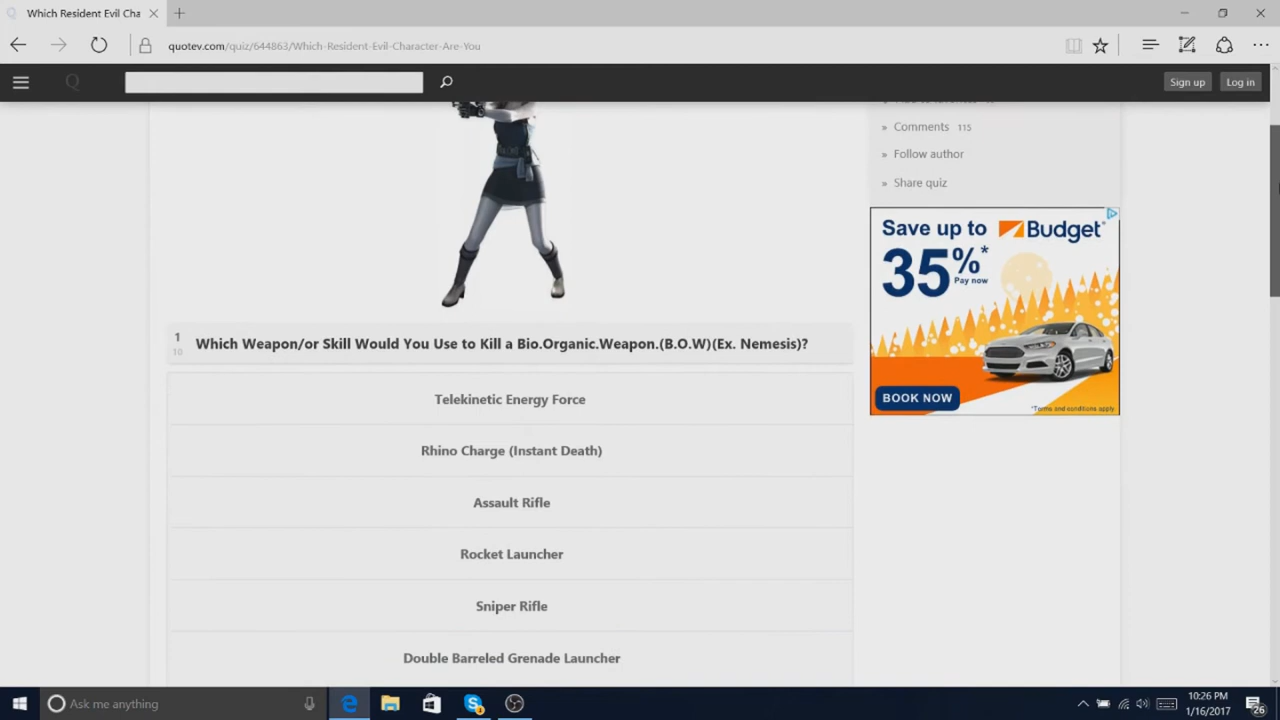 Which Resident Evil Cha
quotev.com/quiz/644863/Which-Resident-Evil-Character-Are-You
Q
Sign up
Log in
» Comments 115
» Follow author
» Share quiz
Save up to
Budget
35%*
Pay now
BOOK NOW
*Terms and conditions apply
1
10
Which Weapon/or Skill Would You Use to Kill a Bio.Organic.Weapon.(B.O.W)(Ex. Nemesis)?
Telekinetic Energy Force
Rhino Charge (Instant Death)
Assault Rifle
Rocket Launcher
Sniper Rifle
Double Barreled Grenade Launcher
Ask me anything
10:26 PM
1/16/2017
26